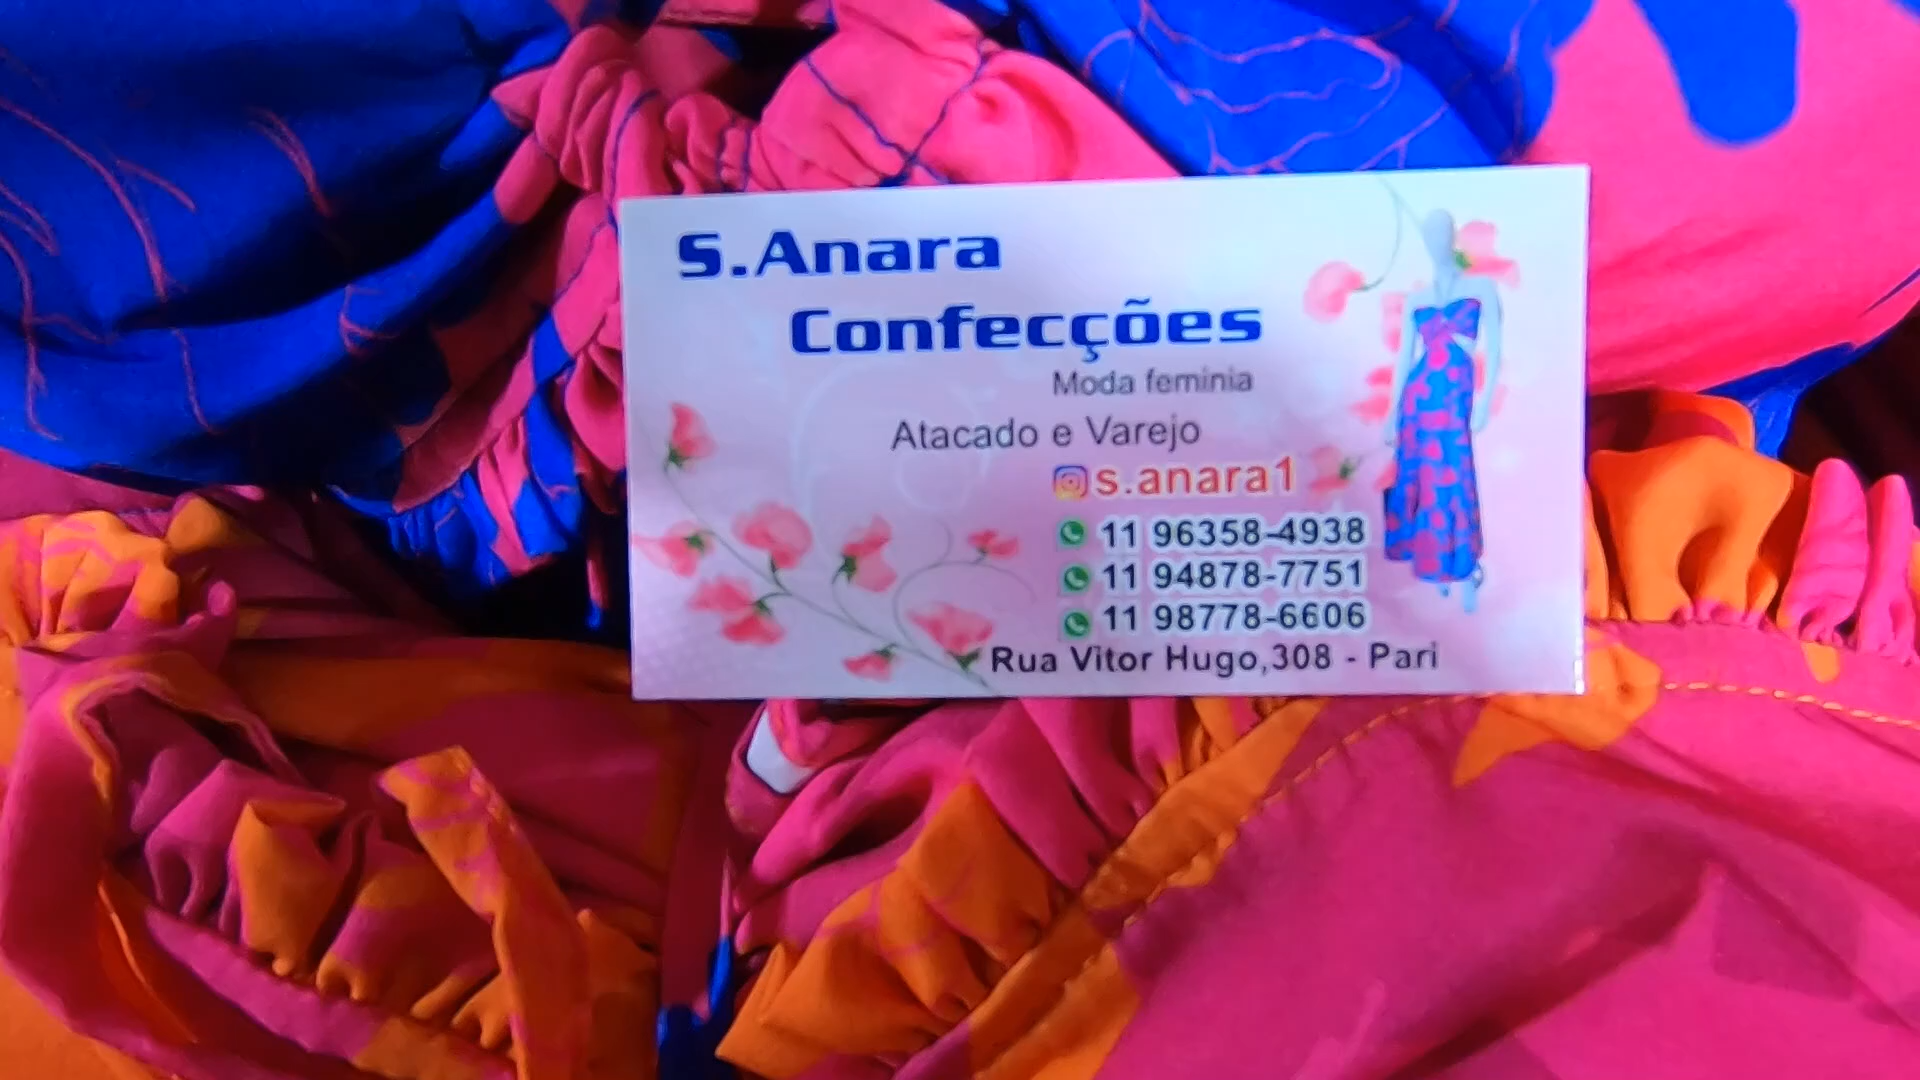 S.Anara
Confecções
Moda feminia
Atacado e Varejo
s.anara1
11 96358-4938
11 94878-7751
11 98778-6606
Rua Vitor Hugo,308 - Pari